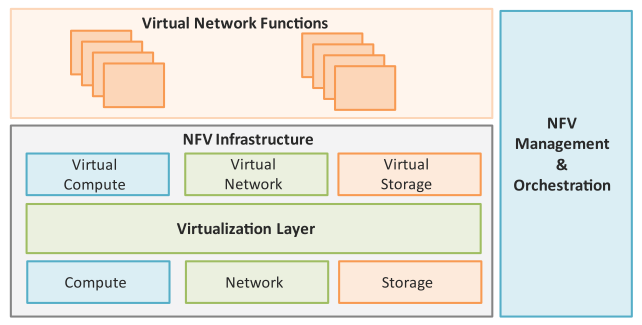 Virtual Network Functions
NFV Infrastructure
Virtual
Compute
Virtual
Network
Virtual
Storage
Virtualization Layer
Compute
Network
Storage
NFV
Management
&
Orchestration